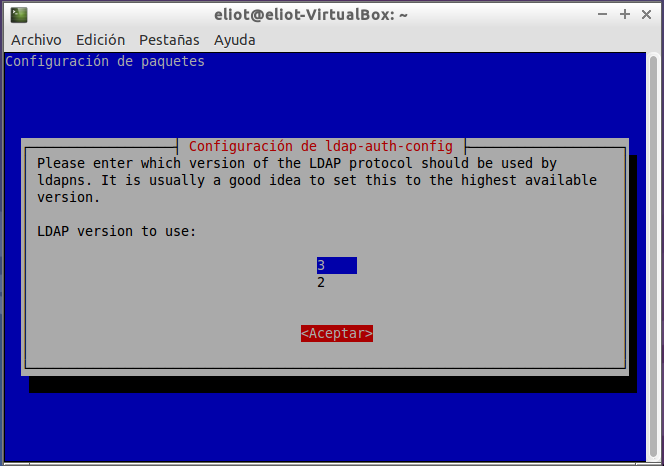 eliot@eliot-VirtualBox: ~
Archivo Edición Pestañas Ayuda
Configuración de paquetes
Configuración de ldap-auth-config
Please enter which version of the LDAP protocol should be used by
ldapns. It is usually a good idea to set this to the highest available
version.
LDAP version to use:
3
2
<Aceptar>